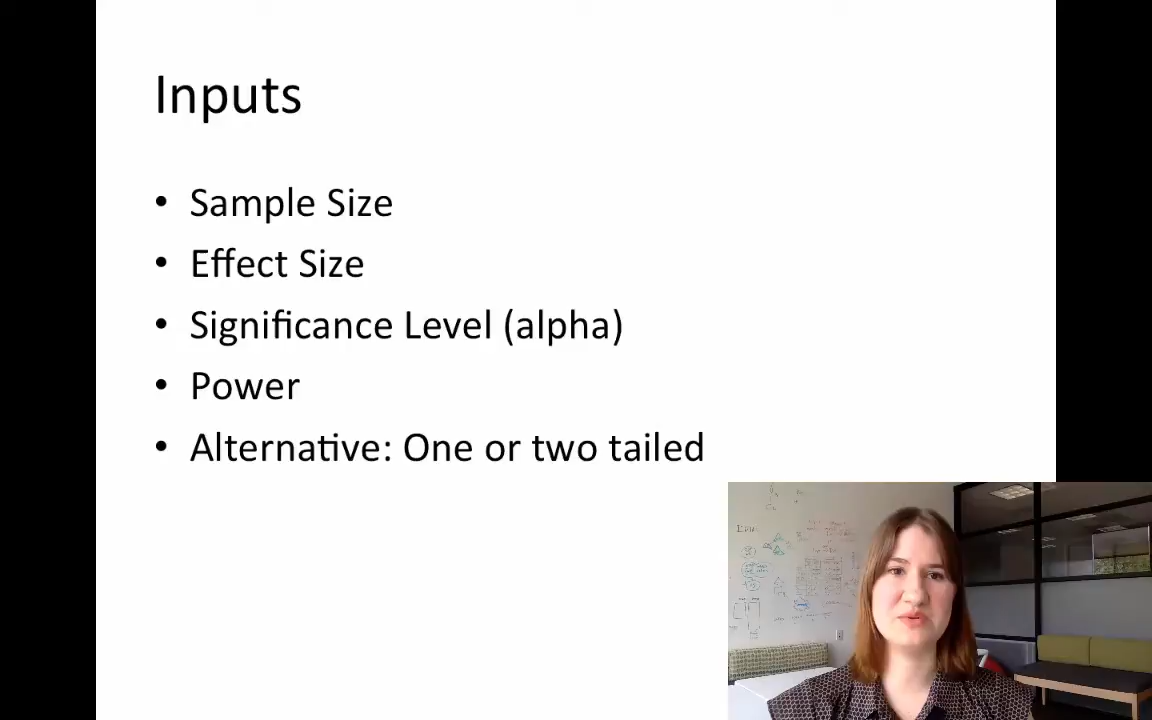 Inputs
• Sample Size
• Effect Size
• Significance Level (alpha)
• Power
• Alternative: One or two tailed